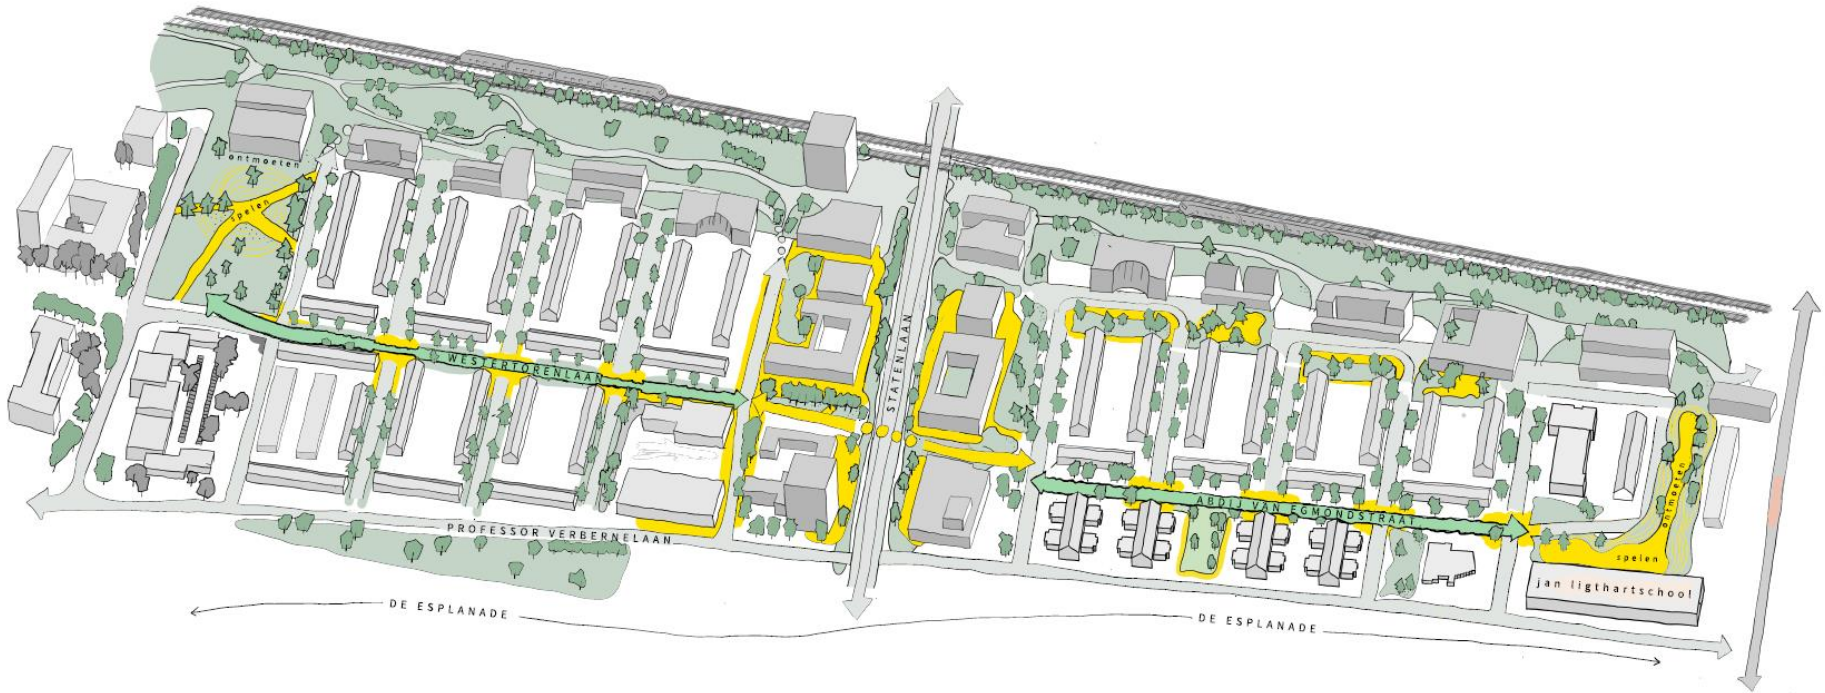 ontmoeten
spelen
WESTERTORENLAAN
STATENLAAN
ontmoeten
ABDIJ VAN EGMONDSTRAAT
PROFESSOR VERBERNELAAN
spelen
jan ligthartschool
DE ESPLANADE
DE ESPLANADE